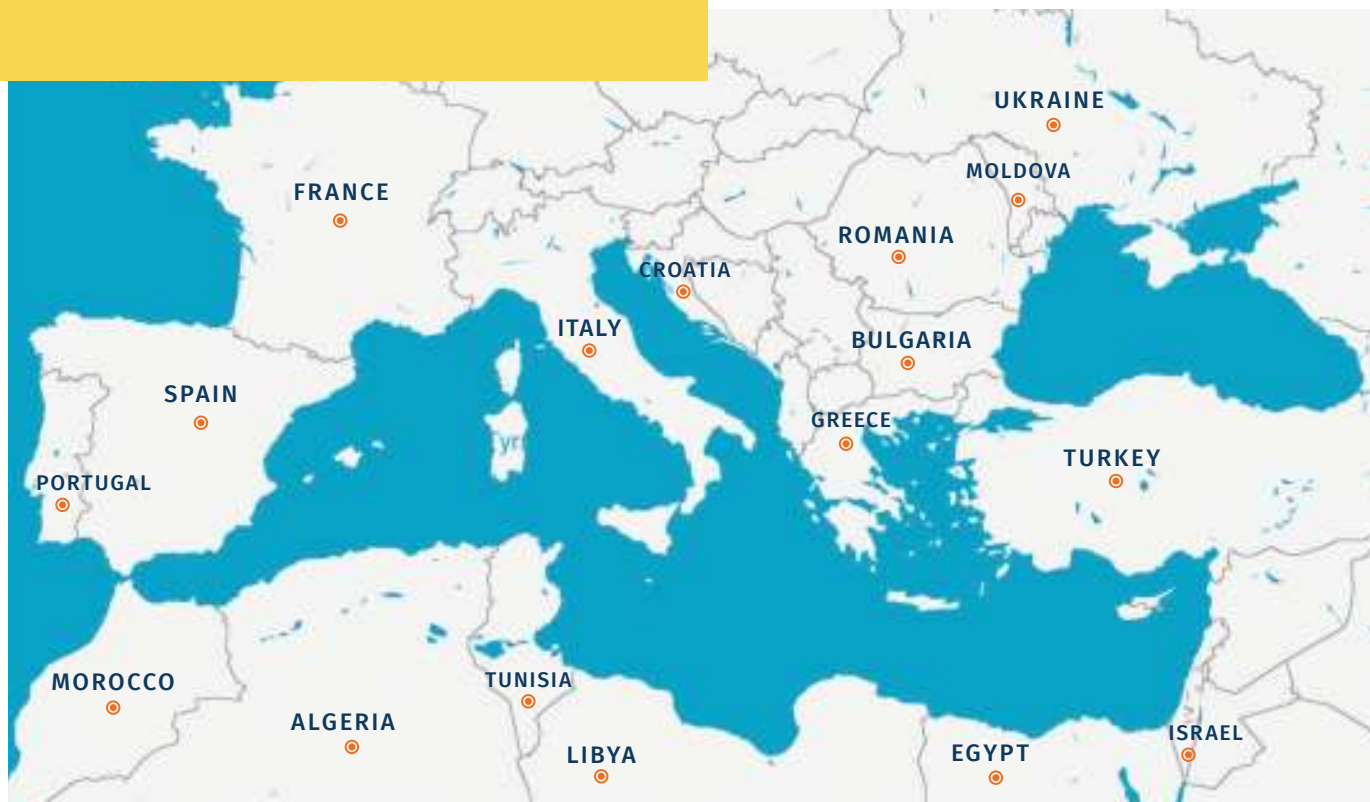 UKRAINE
MOLDOVA
FRANCE
ROMANIA
CROATIA
ITALY
BULGARIA
SPAIN
GREECE
TURKEY
PORTUGAL
MOROCCO
TUNISIA
ALGERIA
ISRAEL
LIBYA
EGYPT